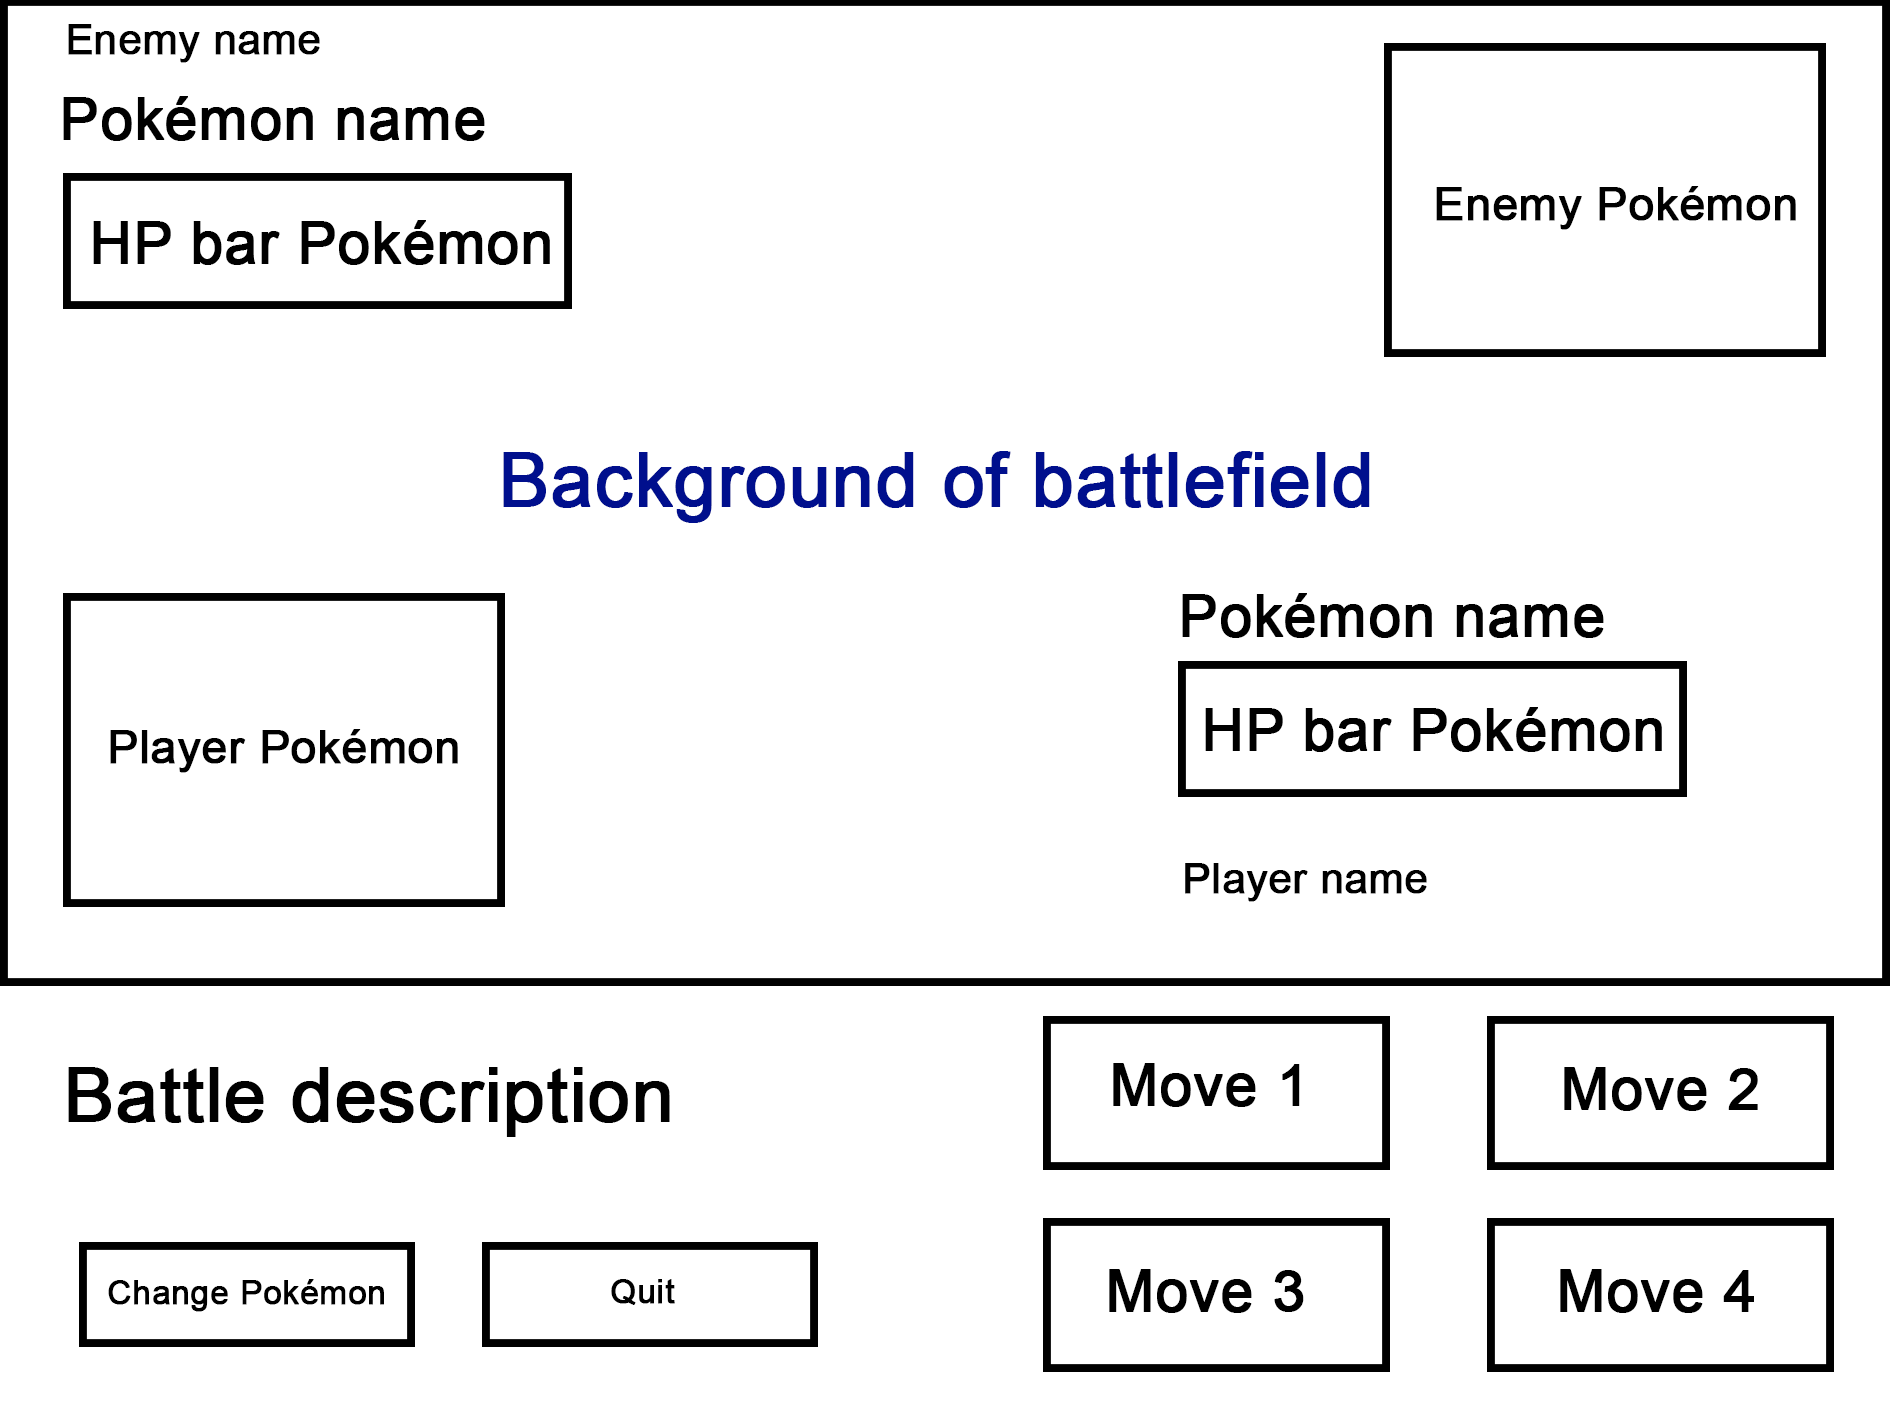 Enemy name
Pokémon name
HP bar Pokémon
Enemy Pokémon
Background of battlefield
Player Pokémon
Pokémon name
HP bar Pokémon
Player name
Battle description
Move 1
Move 2
Change Pokémon
Quit
Move 3
Move 4